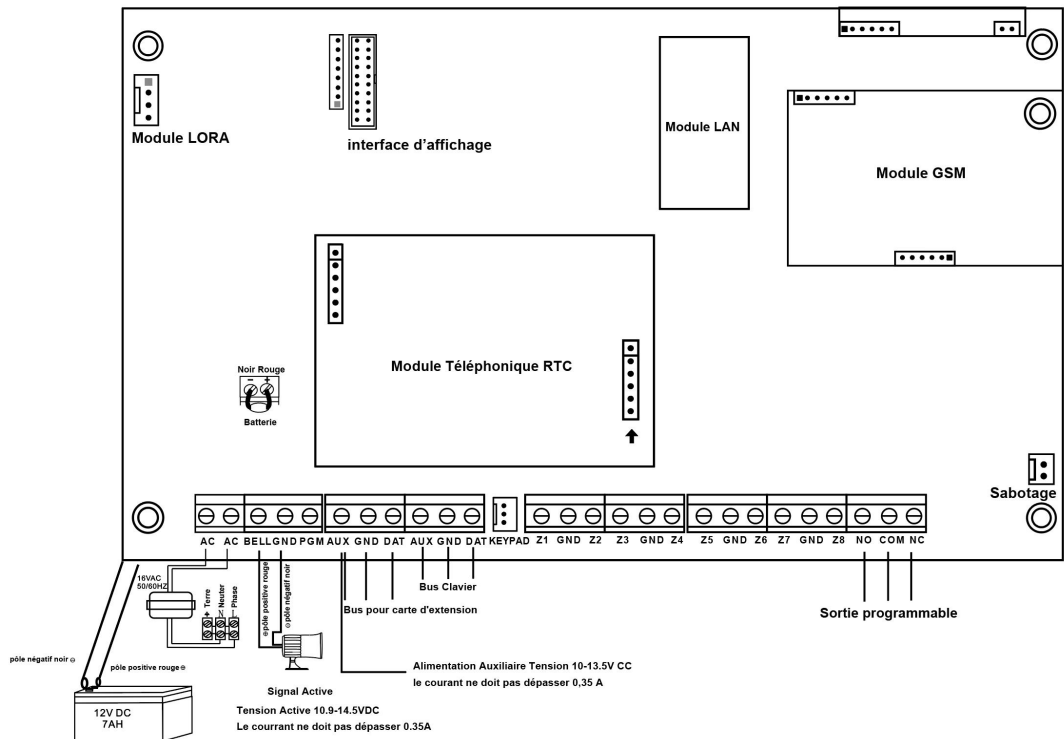 Module LORA
interface d'affichage
Module LAN
Module GSM
Module Téléphonique RTC
Noir Rouge
- +
Batterie
Sabotage
AC AC BELL GND PGM AUX GND DAT AUX GND DAT KEYPAD Z1 GND Z2 Z3 GND Z4 Z5 GND Z6 Z7 GND Z8 NO COM NC
16VAC
50/60HZ
Terre
Neuter
Phase
⊕pôle positive rouge
⊖pôle négatif noir
Bus Clavier
Bus pour carte d'extension
Sortie programmable
pôle négatif noir ⊖
pôle positive rouge ⊕
12V DC
7AH
Signal Active
Tension Active 10.9-14.5VDC
Le courrant ne doit pas dépasser 0.35A
Alimentation Auxiliaire Tension 10-13.5V CC
le courant ne doit pas dépasser 0,35 A